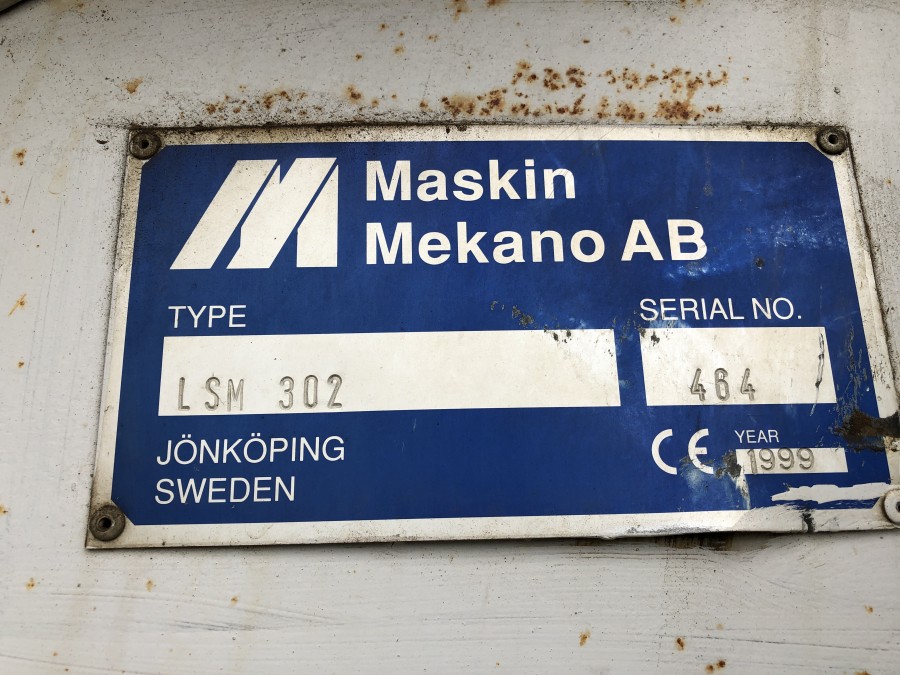 Maskin
Mekano AB
TYPE
SERIAL NO.
LSM 302
464
JÖNKÖPING
SWEDEN
CE
YEAR
1999